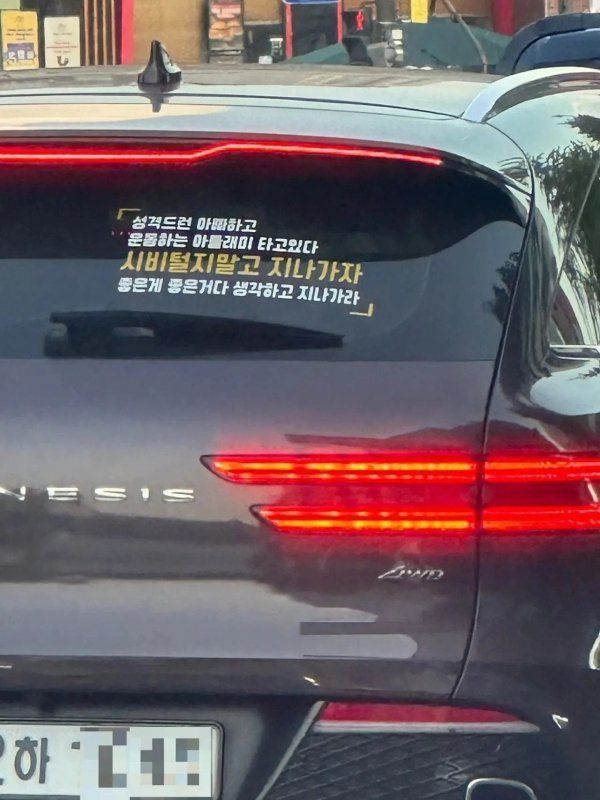 성격드런 아빠하고
운동하는 아들래미 타고있다
시비털지말고 지나가자
좋은게 좋은거다 생각하고 지나가라
NESIS
4WD
하